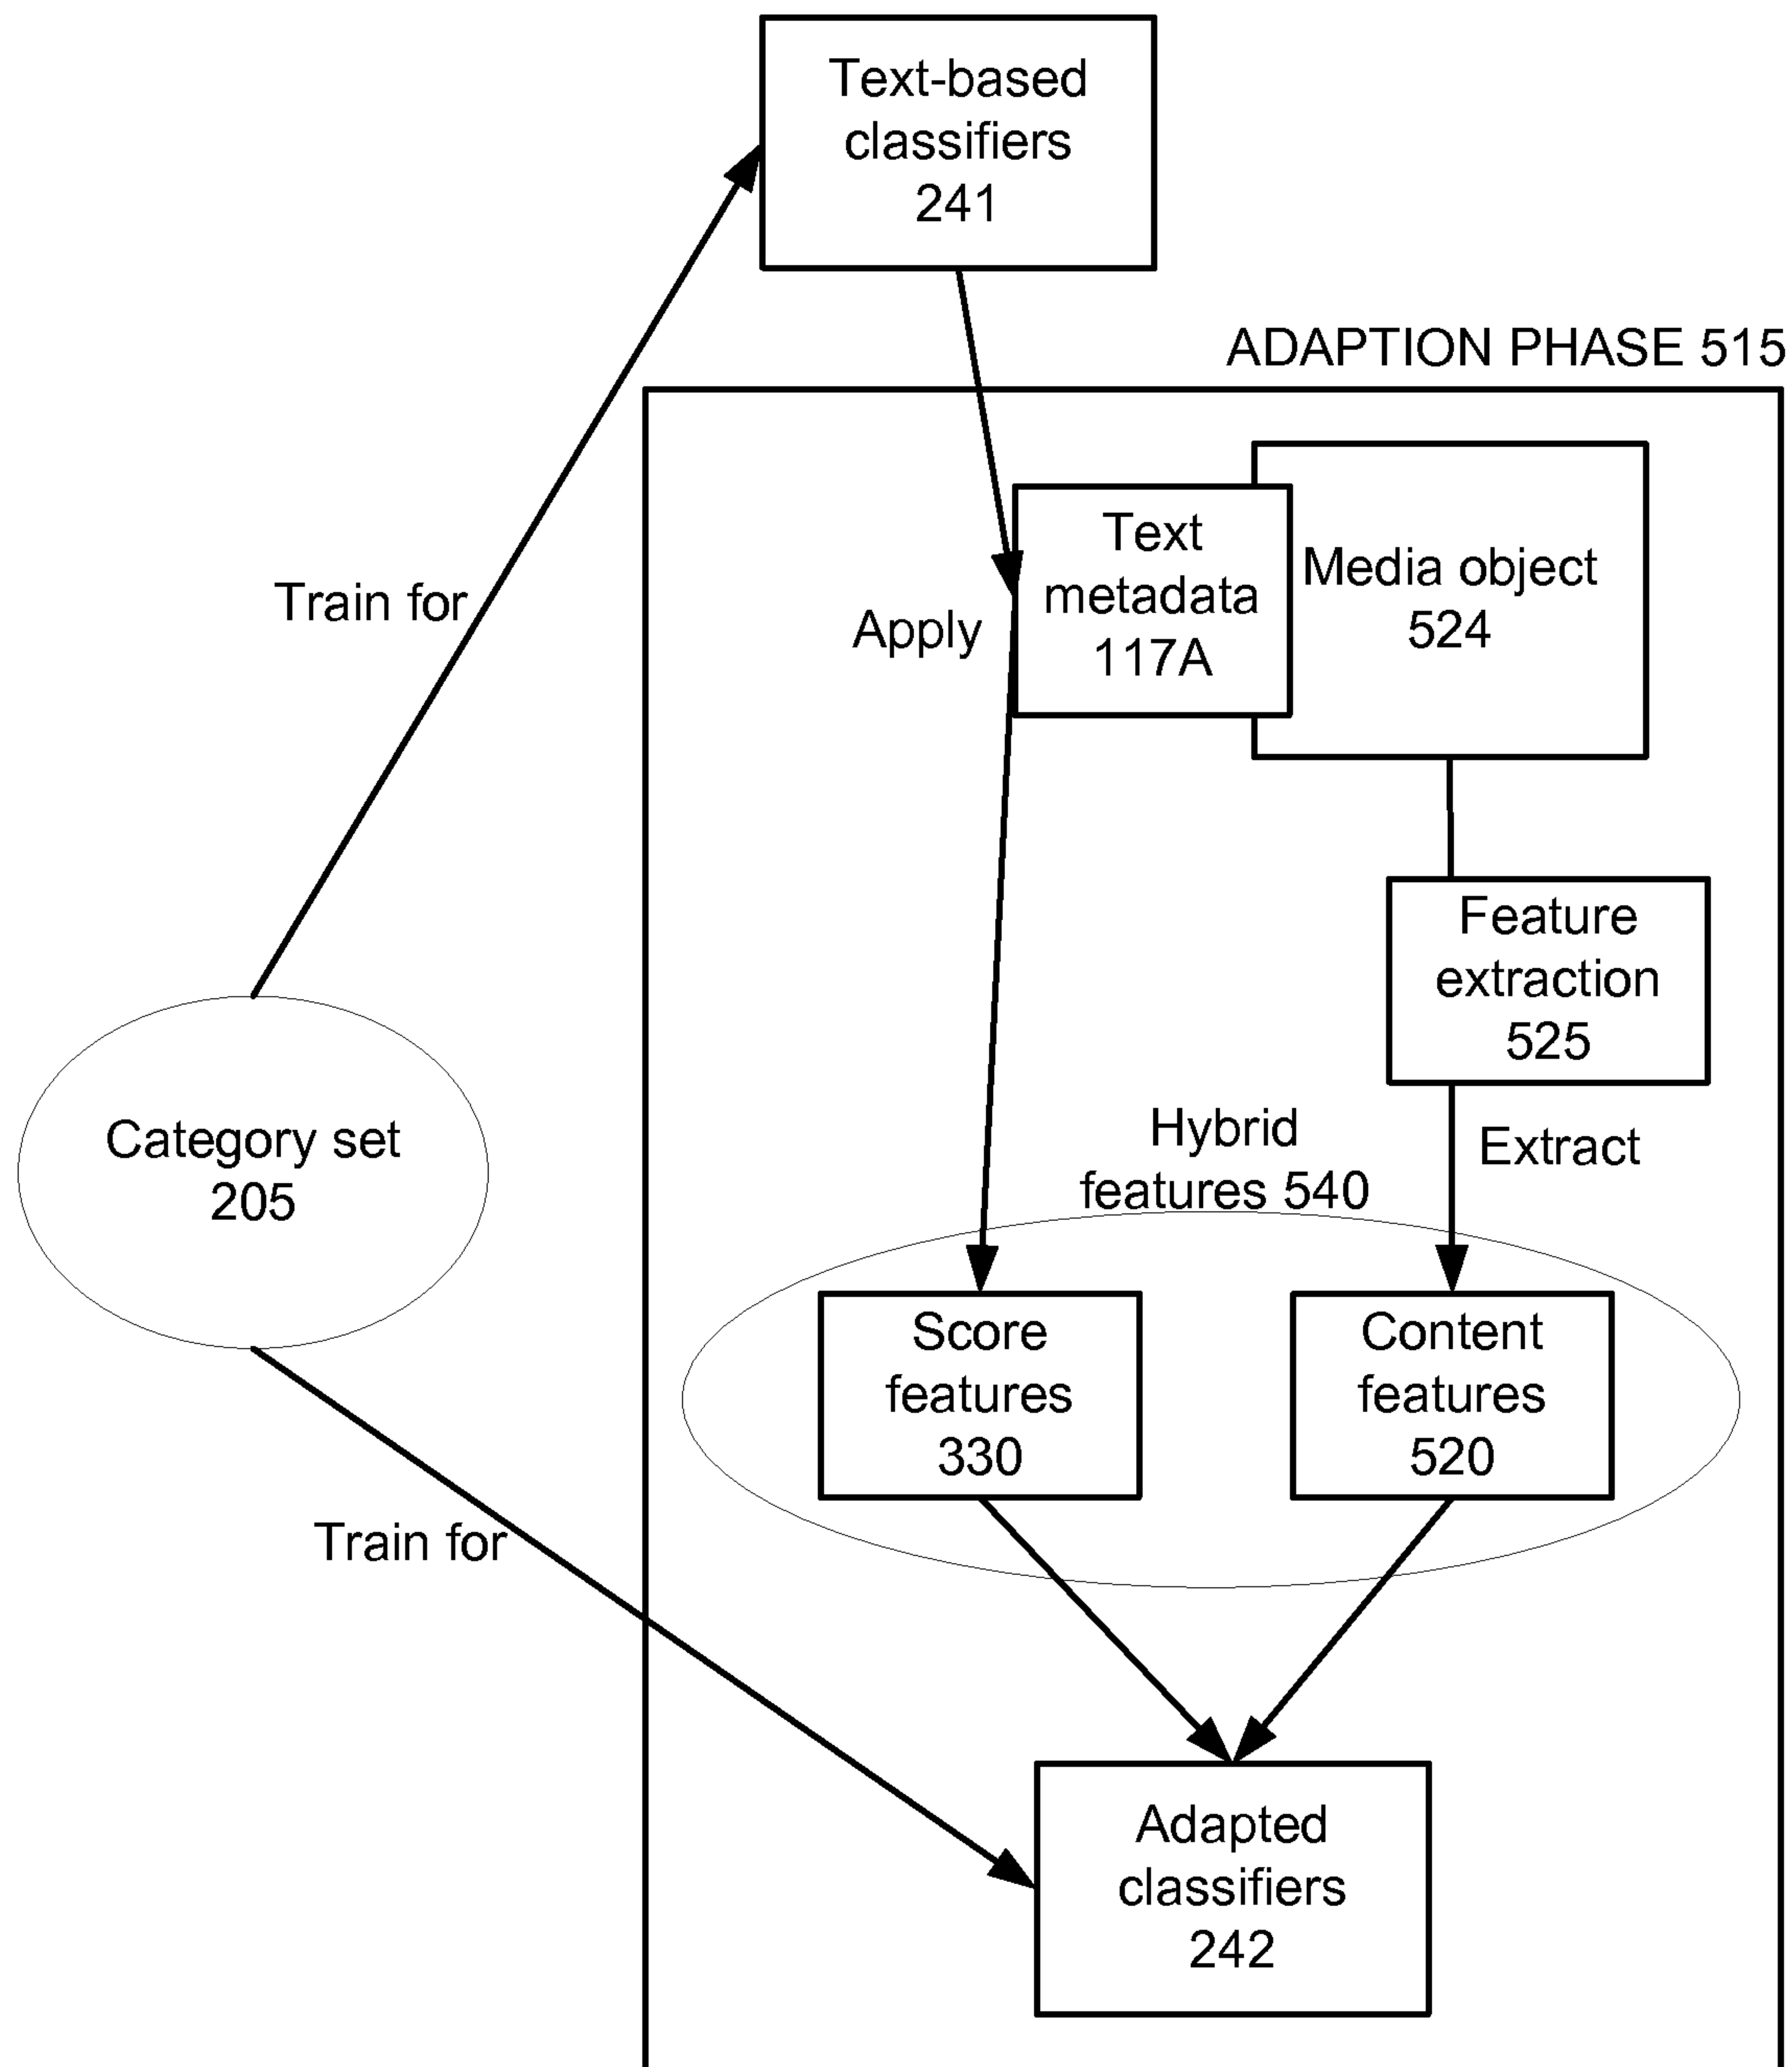 Text-based
classifiers
241
ADAPTION PHASE 515
Text
metadata
117A
Media object
524
Train for
Apply
Feature
extraction
525
Hybrid
features 540
Extract
Category set
205
Score
features
330
Content
features
520
Train for
Adapted
classifiers
242